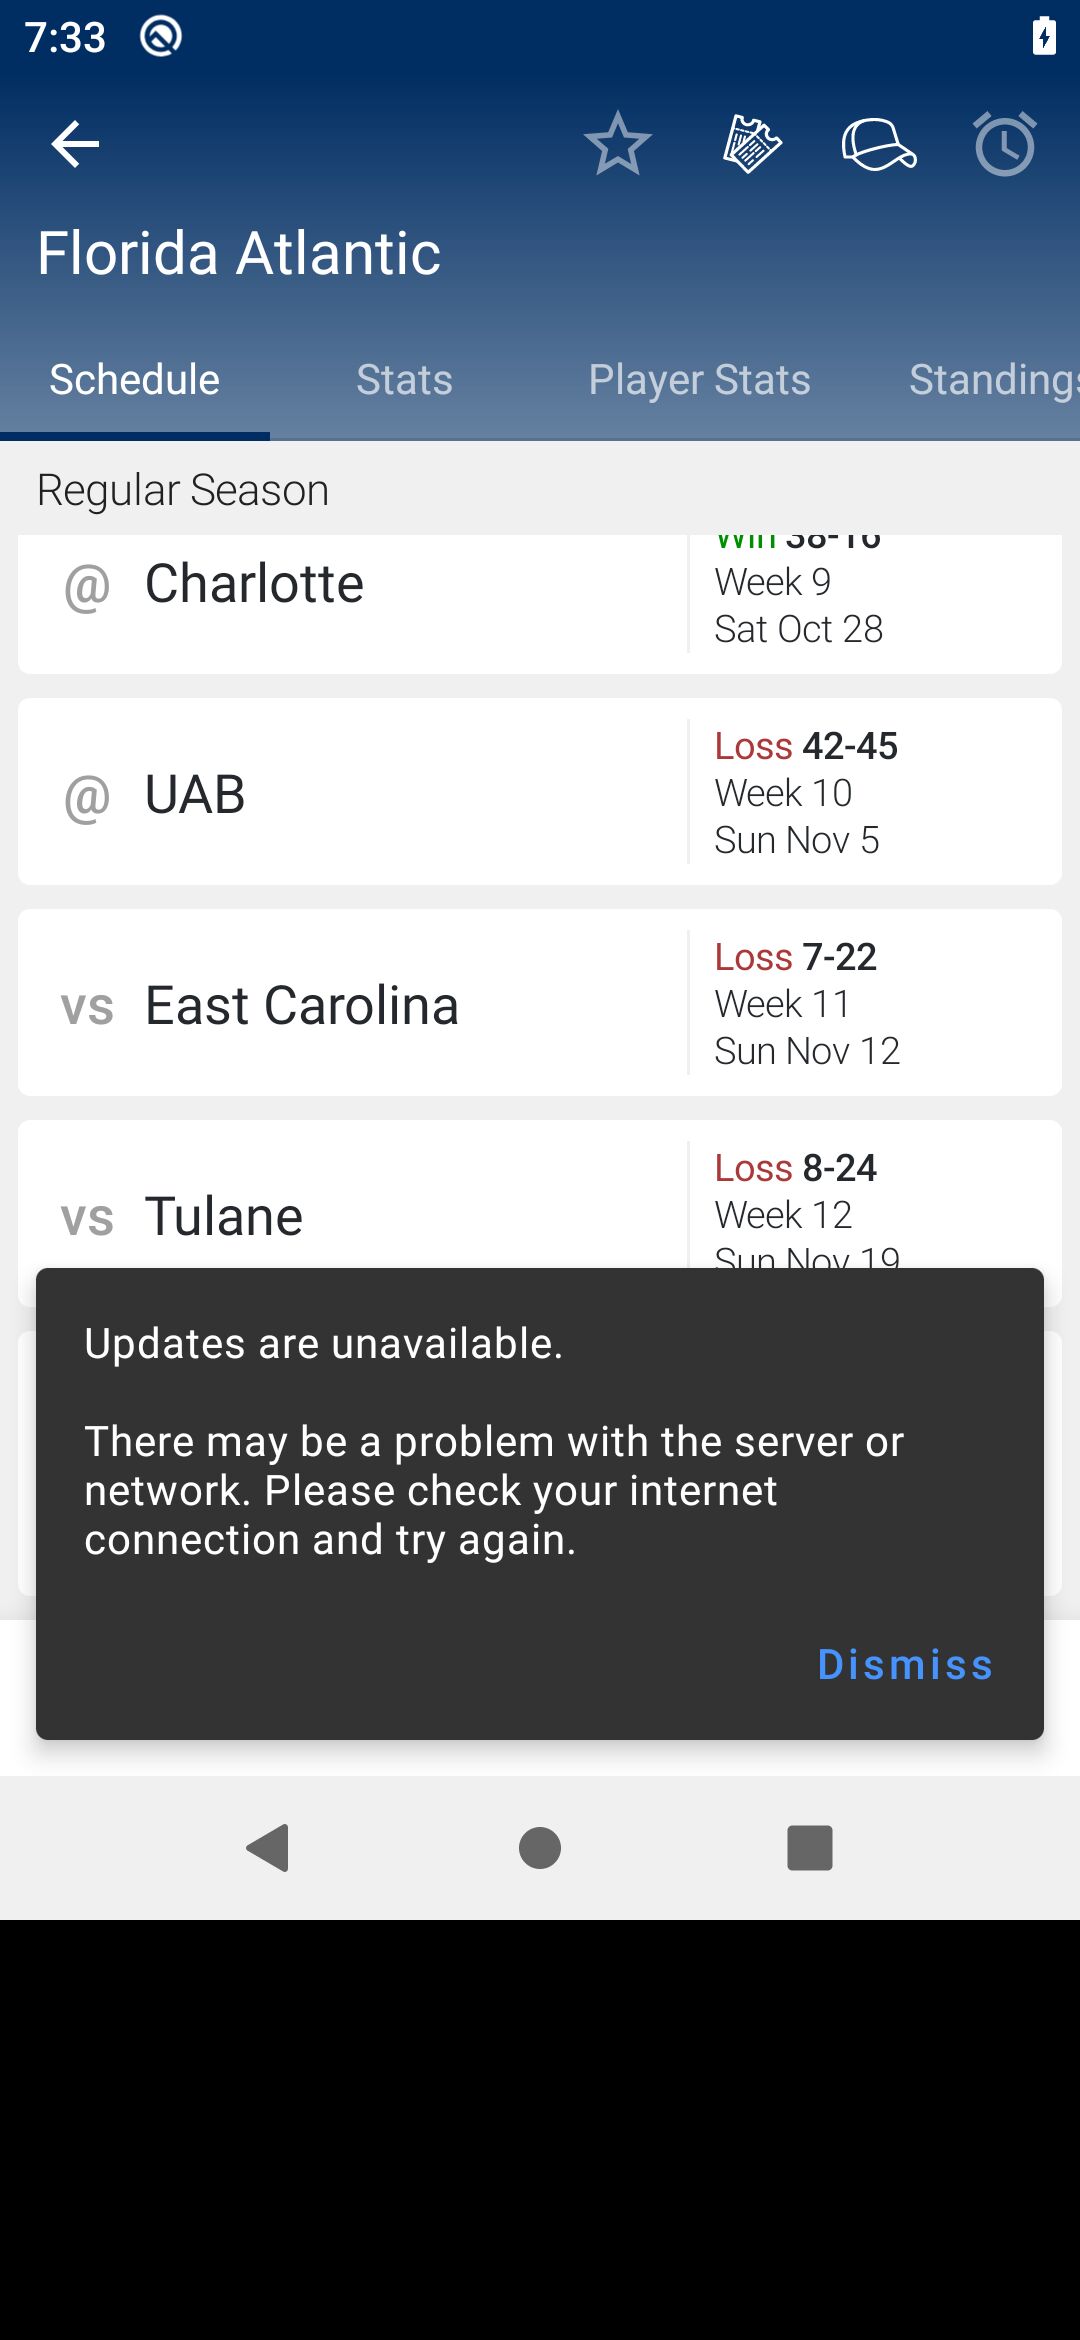 7:33
Florida Atlantic
Schedule Stats Player Stats Standings
Regular Season
Win 38-16
@ Charlotte
Week 9
Sat Oct 28
Loss 42-45
@ UAB
Week 10
Sun Nov 5
Loss 7-22
vs East Carolina
Week 11
Sun Nov 12
Loss 8-24
vs Tulane
Week 12
Sun Nov 19
Updates are unavailable.
There may be a problem with the server or
network. Please check your internet
connection and try again.
Dismiss